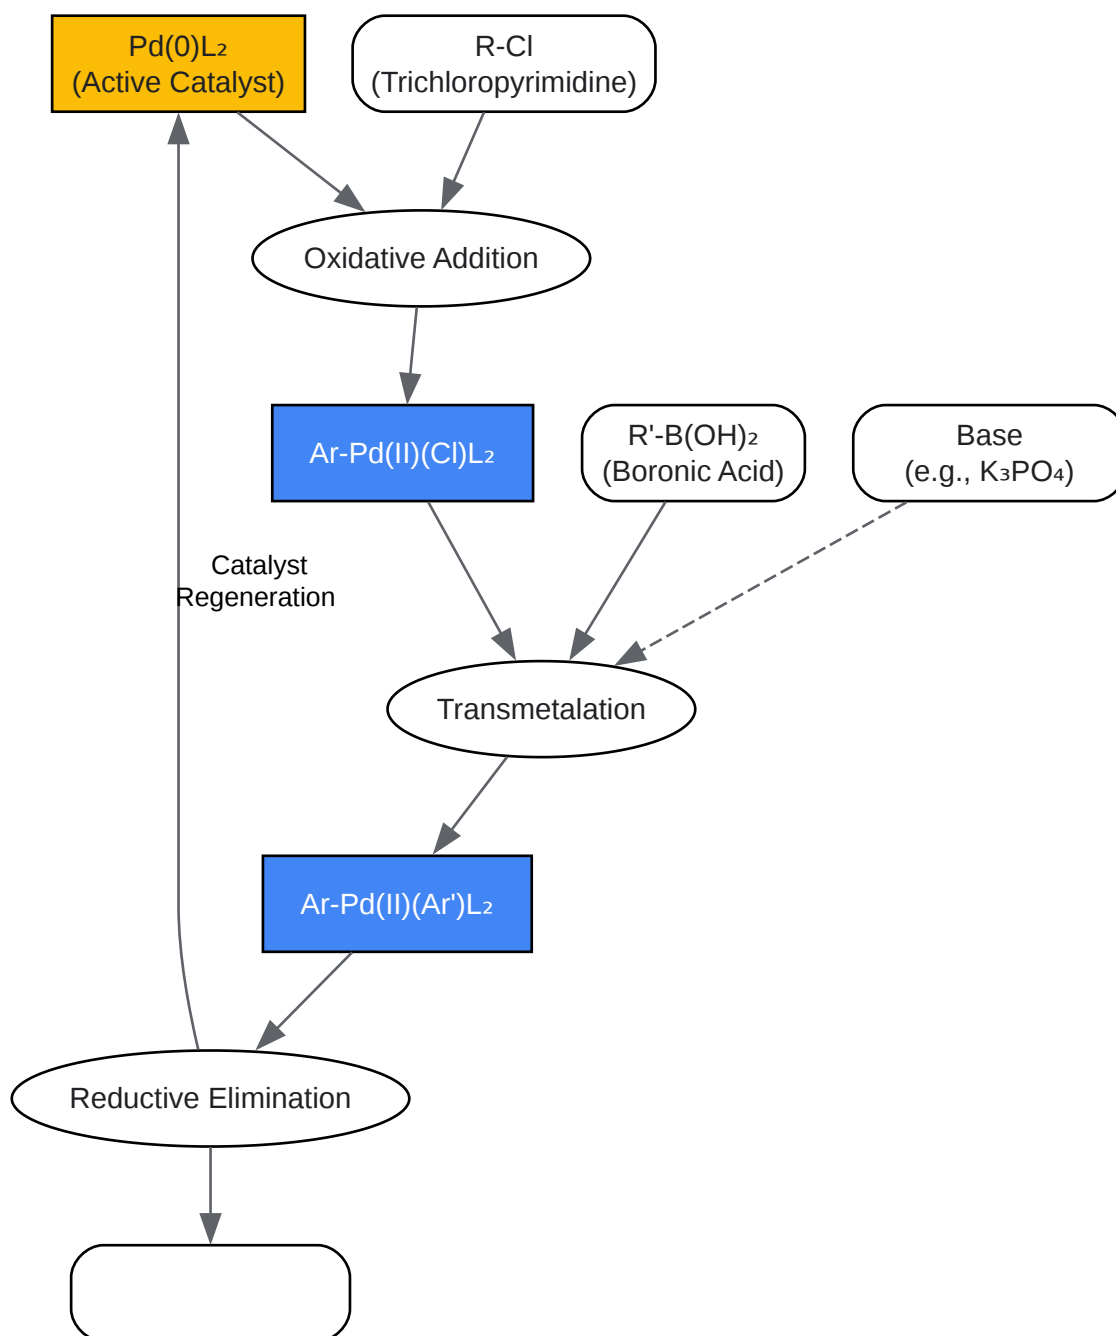 Pd(0)L₂
(Active Catalyst)
R-Cl
(Trichloropyrimidine)
Oxidative Addition
Ar-Pd(II)(Cl)L₂
R'-B(OH)₂
(Boronic Acid)
Base
(e.g., K₃PO₄)
Catalyst
Regeneration
Transmetalation
Ar-Pd(II)(Ar')L₂
Reductive Elimination